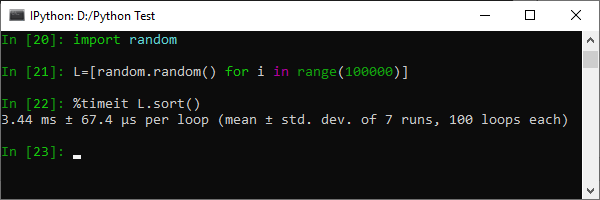 IPython: D:/Python Test
In [20]: import random
In [21]: L=[random.random() for i in range(100000)]
In [22]: %timeit L.sort()
3.44 ms ± 67.4 µs per loop (mean ± std. dev. of 7 runs, 100 loops each)
In [23]: